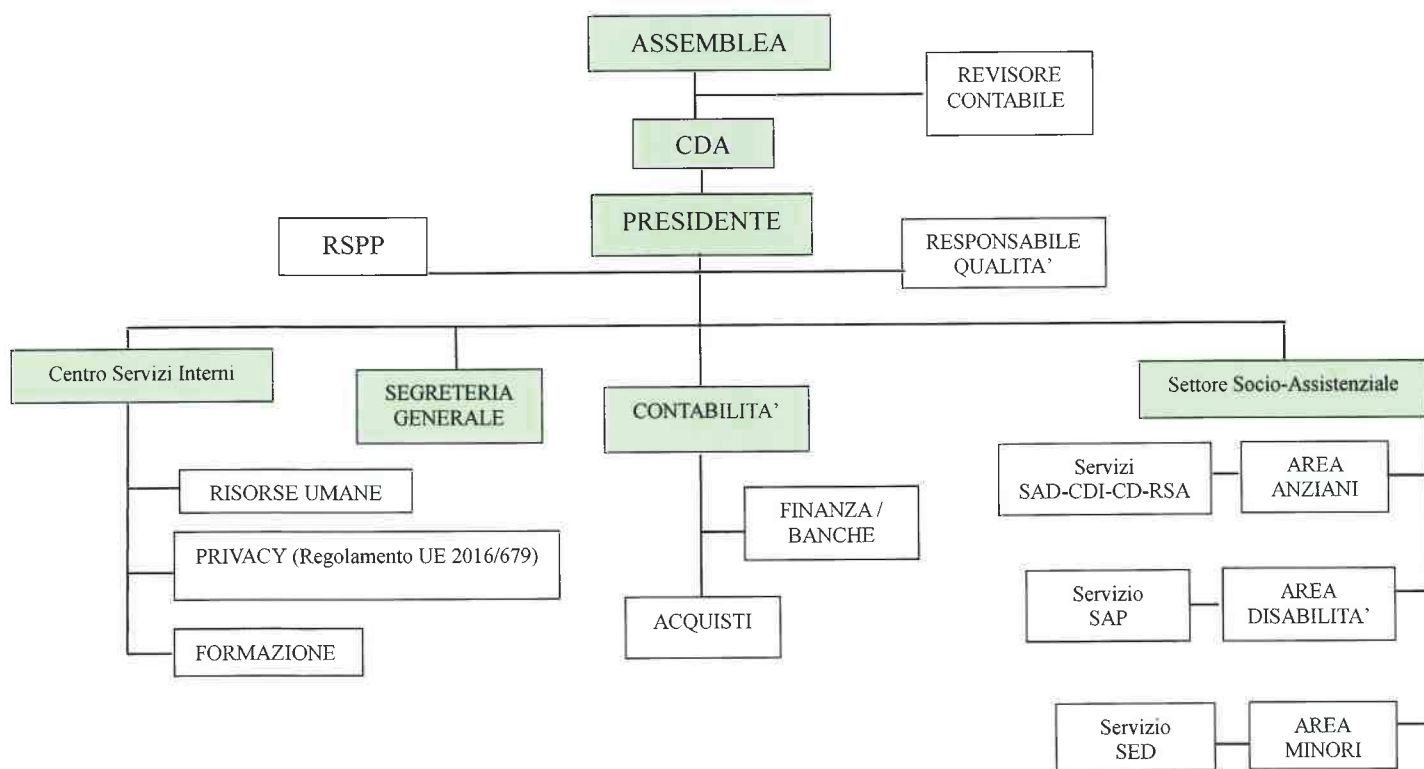 ASSEMBLEA
REVISORE
CONTABILE
CDA
PRESIDENTE
RSPP
RESPONSABILE
QUALITA’
Centro Servizi Interni
SEGRETERIA
GENERALE
CONTABILITA’
Settore Socio-Assistenziale
RISORSE UMANE
PRIVACY (Regolamento UE 2016/679)
FORMAZIONE
FINANZA /
BANCHE
ACQUISTI
Servizi
SAD-CDI-CD-RSA
AREA
ANZIANI
Servizio
SAP
AREA
DISABILITA’
Servizio
SED
AREA
MINORI